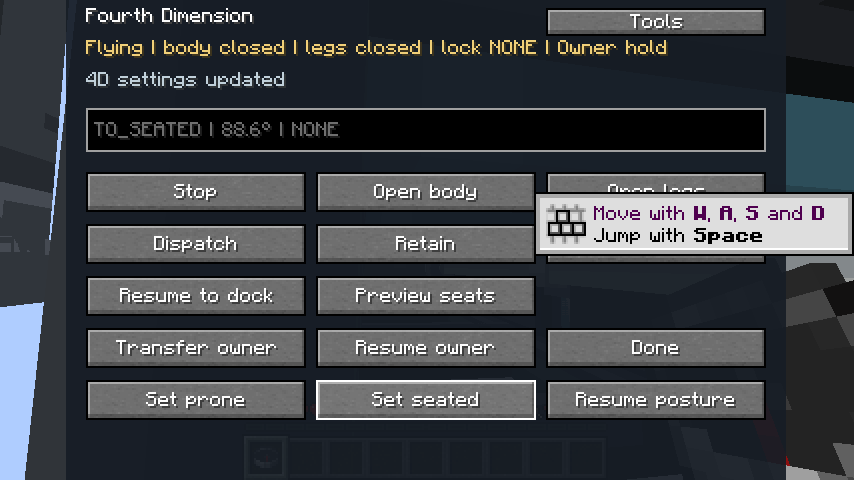 Fourth Dimension
Tools
Flying | body closed | legs closed | lock NONE | Owner hold
4D settings updated
TO_SEATED | 88.6° | NONE
Stop
Open body
Open legs
Move with W, A, S and D
Jump with Space
Dispatch
Retain
Resume to dock
Preview seats
Transfer owner
Resume owner
Done
Set prone
Set seated
Resume posture